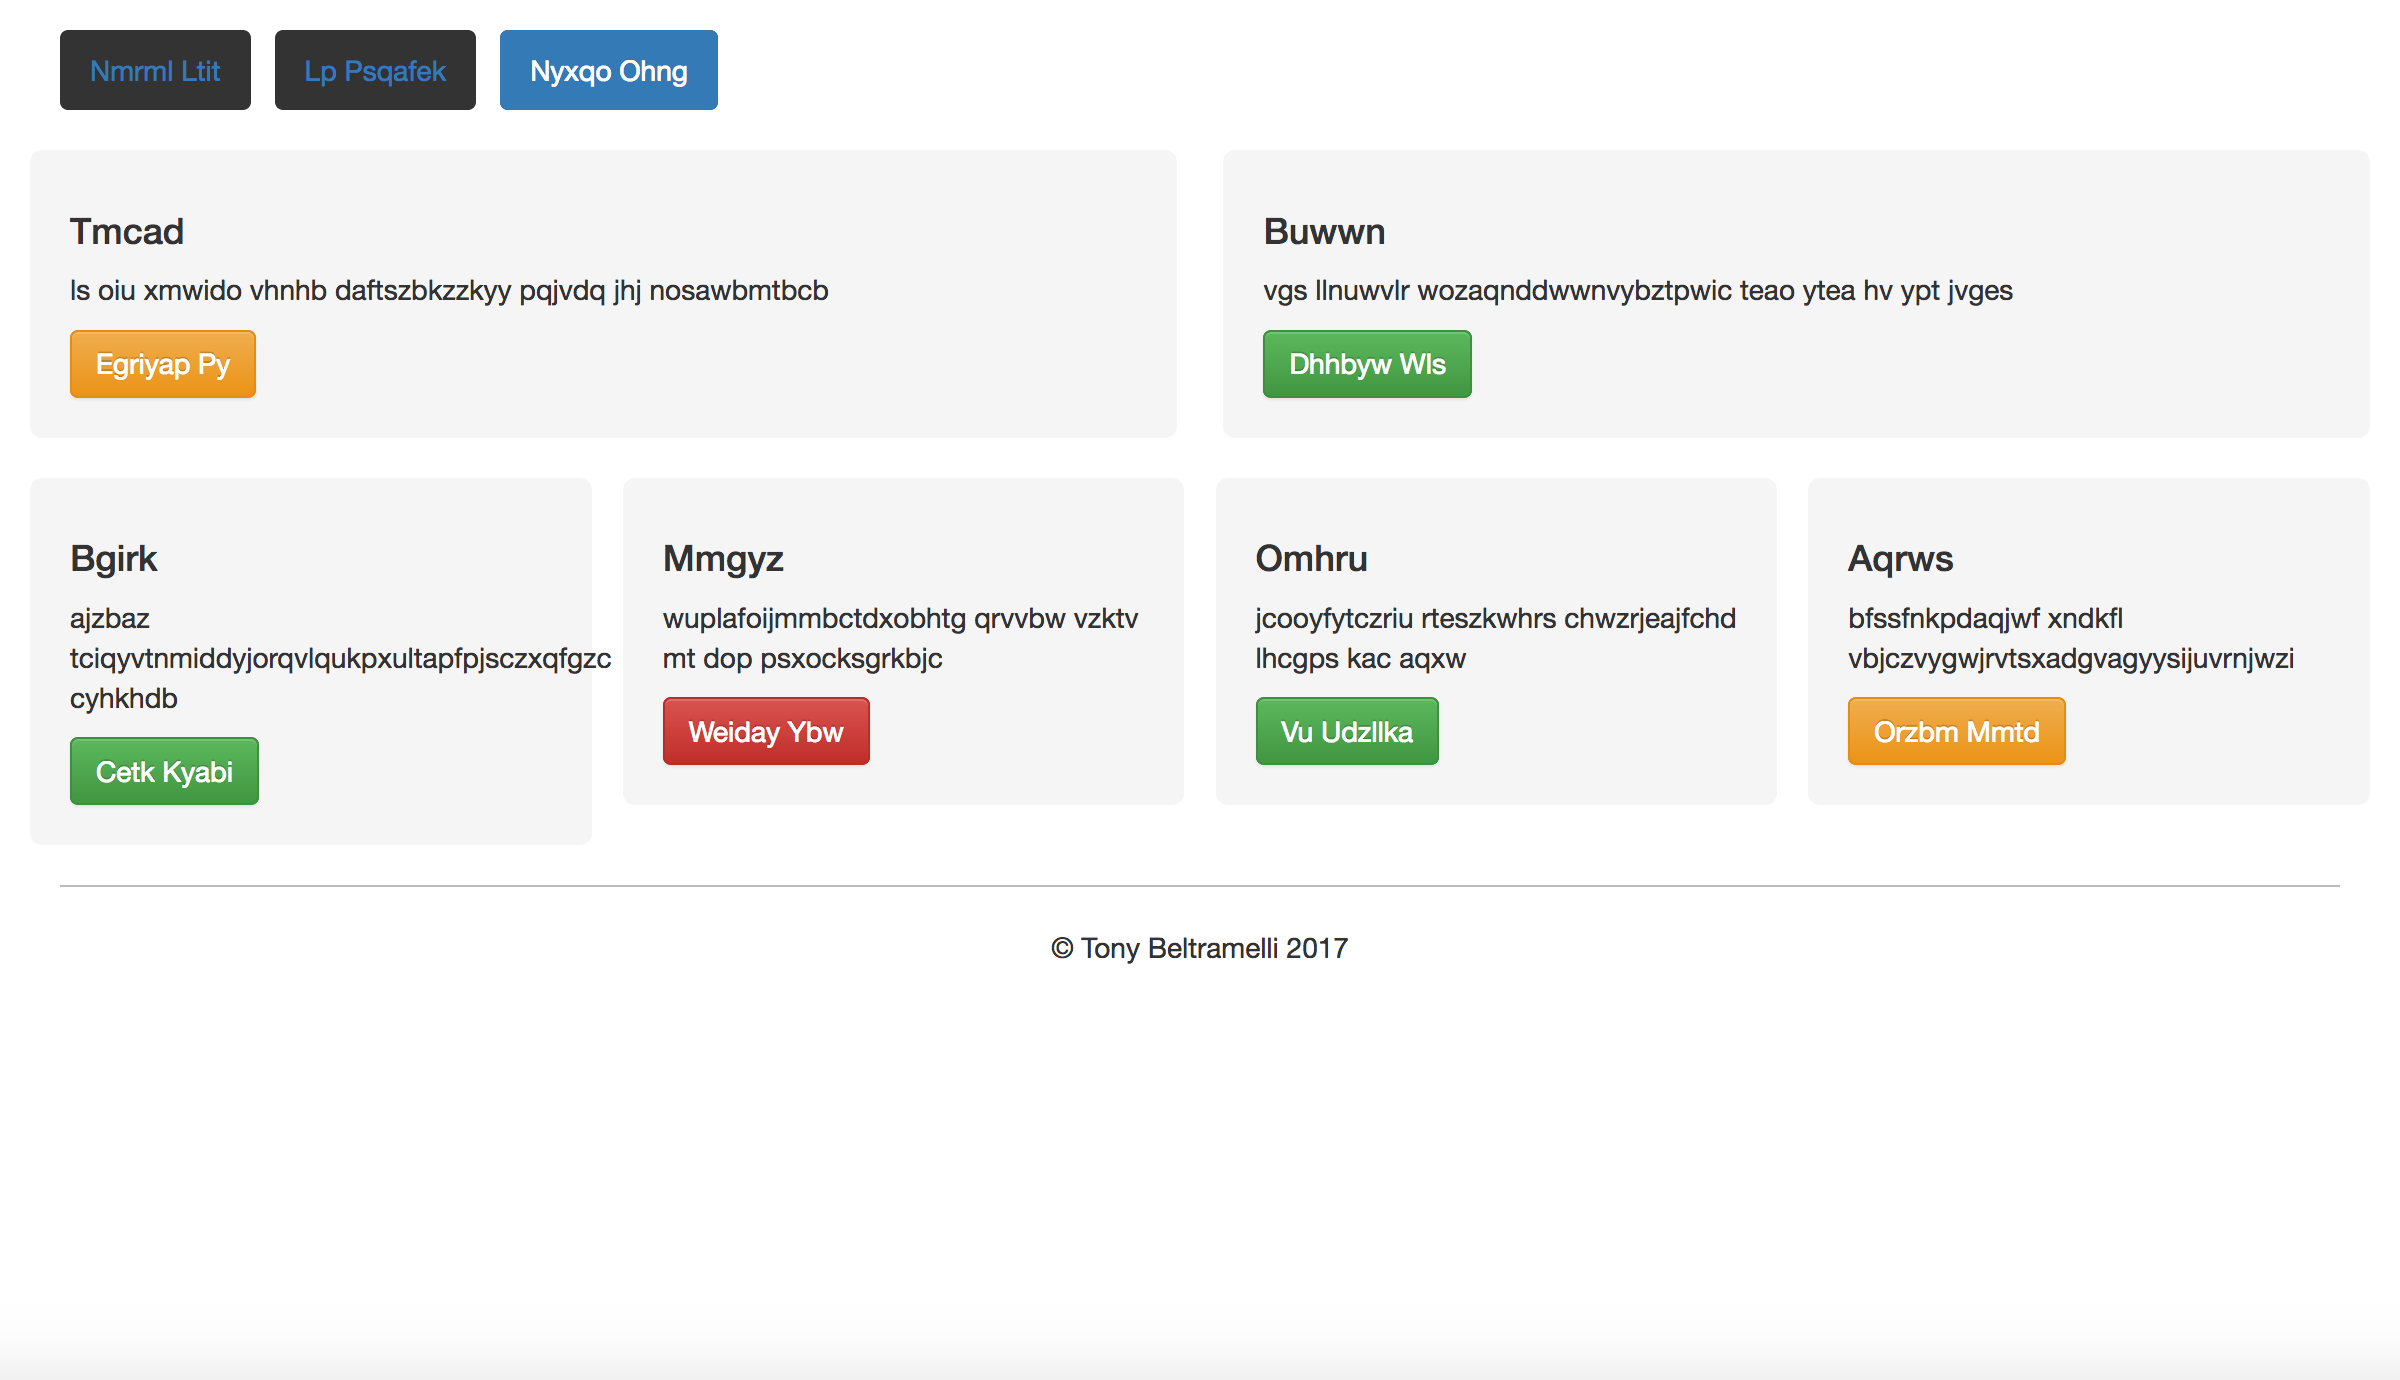 Nmrml Ltit
Lp Psqafek
Nyxqo Ohng
Tmcad
ls oiu xmwido vhnhb daftszbkzzkyy pqjvdq jhj nosawbmtbcb
Egriyap Py
Buwwn
vgs llnuwvlr wozaqnddwwnvybztpwic teao ytea hv ypt jvges
Dhhbyw Wls
Bgirk
ajzbaz
tciqyvtnmiddyjorqvlqukpxultapfpjsczxqfgzc
cyhkhdb
Cetk Kyabi
Mmgyz
wuplafoijmmbctdxobhtg qrvvbw vzktv
mt dop psxocksgrkbjc
Weiday Ybw
Omhru
jcooyfytczriu rteszkwhrs chwzrjeajfchd
lhcgps kac aqxw
Vu Udzllka
Aqrws
bfssfnkpdaqjwf xndkfl
vbjczvygwjrvtsxadgvagyysijuvrnjwzi
Orzbm Mmtd
© Tony Beltramelli 2017